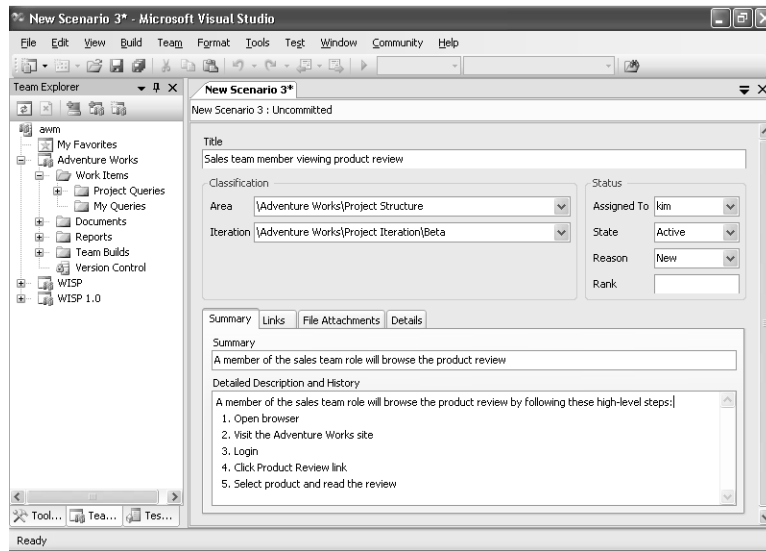 New Scenario 3* - Microsoft Visual Studio
File Edit View Build Team Format Tools Test Window Community Help
Team Explorer
New Scenario 3*
New Scenario 3 : Uncommitted
awm
My Favorites
Adventure Works
Work Items
Project Queries
My Queries
Documents
Reports
Team Builds
Version Control
WISP
WISP 1.0
Title
Sales team member viewing product review
Classification
Area \Adventure Works\Project Structure
Iteration \Adventure Works\Project Iteration\Beta
Status
Assigned To kim
State Active
Reason New
Rank
Summary Links File Attachments Details
Summary
A member of the sales team role will browse the product review
Detailed Description and History
A member of the sales team role will browse the product review by following these high-level steps:
1. Open browser
2. Visit the Adventure Works site
3. Login
4. Click Product Review link
5. Select product and read the review
Tool... Tea... Tes...
Ready